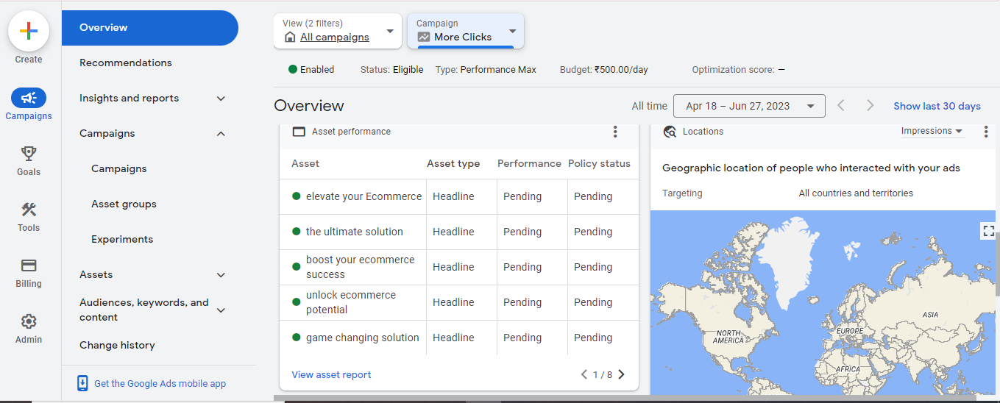 Create
Campaigns
Goals
Tools
Billing
Admin
Overview
Recommendations
Insights and reports
Campaigns
Campaigns
Asset groups
Experiments
Assets
Audiences, keywords, and
content
Change history
Get the Google Ads mobile app
View (2 filters)
All campaigns
Campaign
More Clicks
Enabled Status: Eligible Type: Performance Max Budget: ₹500.00/day Optimization score: —
Overview
All time Apr 18 – Jun 27, 2023 Show last 30 days
Asset performance
Asset Asset type Performance Policy status
elevate your Ecommerce Headline Pending Pending
the ultimate solution Headline Pending Pending
boost your ecommerce
success Headline Pending Pending
unlock ecommerce
potential Headline Pending Pending
game changing solution Headline Pending Pending
View asset report 1 / 8
Locations Impressions
Geographic location of people who interacted with your ads
Targeting All countries and territories
NORTH
AMERICA
EUROPE
ASIA
AFRICA